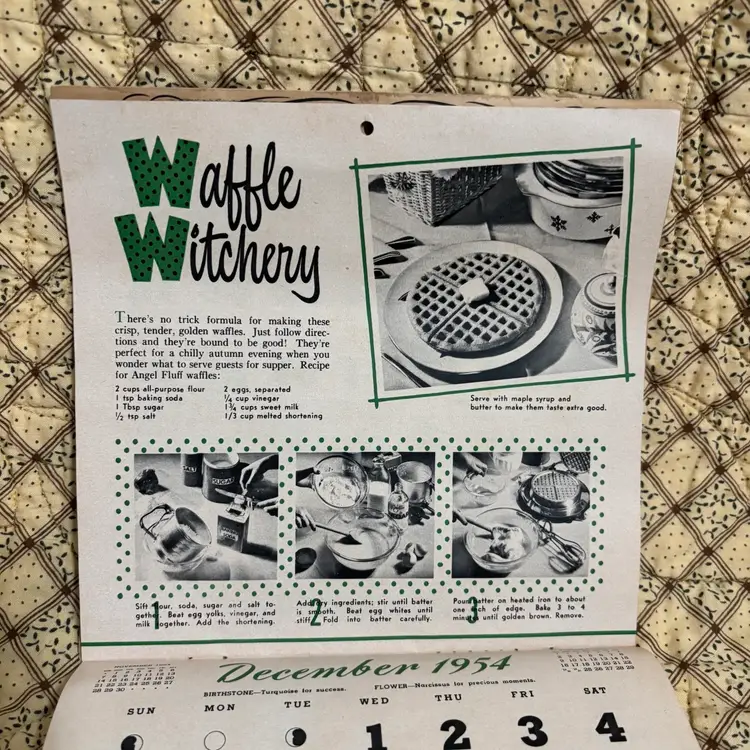 Waffle
Witchery
There's no trick formula for making these
crisp, tender, golden waffles. Just follow direc-
tions and they're bound to be good! They're
perfect for a chilly autumn evening when you
wonder what to serve guests for supper. Recipe
for Angel Fluff waffles:
2 cups all-purpose flour
1 tsp baking soda
1 Tbsp sugar
½ tsp salt
2 eggs, separated
¼ cup vinegar
1¾ cups sweet milk
1/3 cup melted shortening
Serve with maple syrup and
butter to make them taste extra good.
SALT
SUGAR
1
Sift flour, soda, sugar and salt to-
gether. Beat egg yolks, vinegar, and
milk together. Add the shortening.
2
Add dry ingredients; stir until batter
is smooth. Beat egg whites until
stiff. Fold into batter carefully.
3
Pour batter on heated iron to about
one inch of edge. Bake 3 to 4
minutes until golden brown. Remove.
December 1954
BIRTHSTONE—Turquoise for success. FLOWER—Narcissus for precious moments.
SUN MON TUE WED THU FRI SAT
1 2 3 4